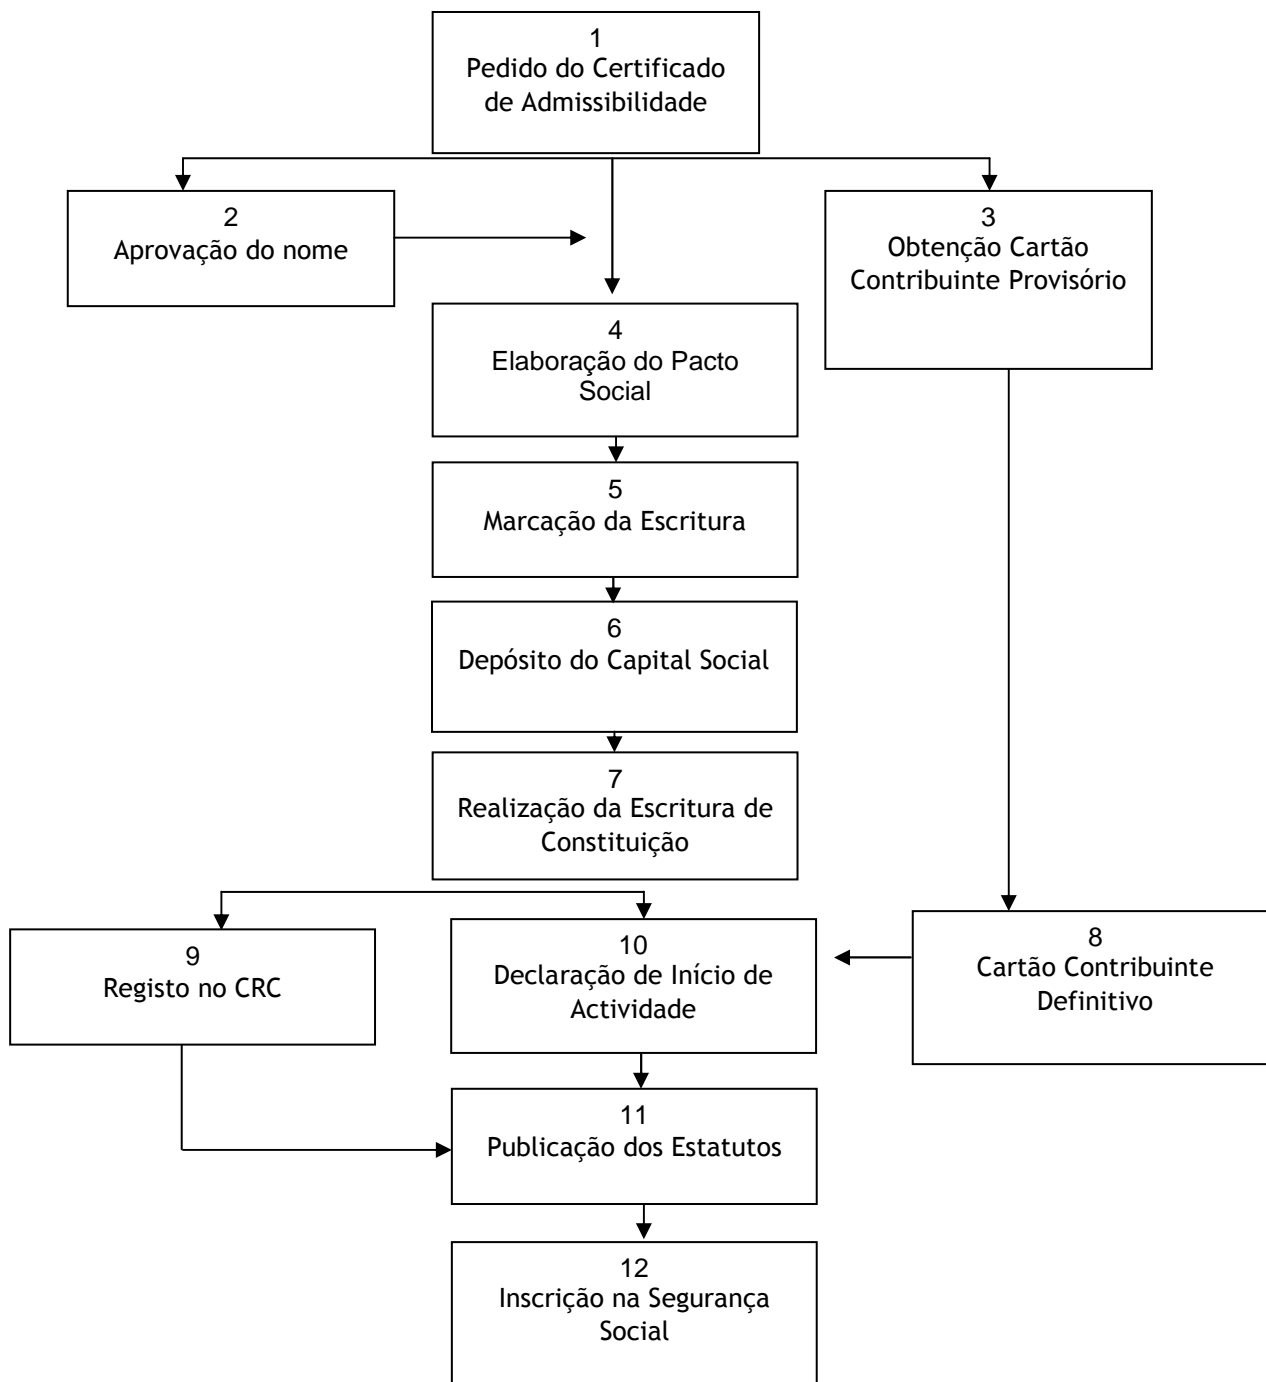 1
Pedido do Certificado
de Admissibilidade
2
Aprovação do nome
3
Obtenção Cartão
Contribuinte Provisório
4
Elaboração do Pacto
Social
5
Marcação da Escritura
6
Depósito do Capital Social
7
Realização da Escritura de
Constituição
8
Cartão Contribuinte
Definitivo
9
Registo no CRC
10
Declaração de Início de
Actividade
11
Publicação dos Estatutos
12
Inscrição na Segurança
Social